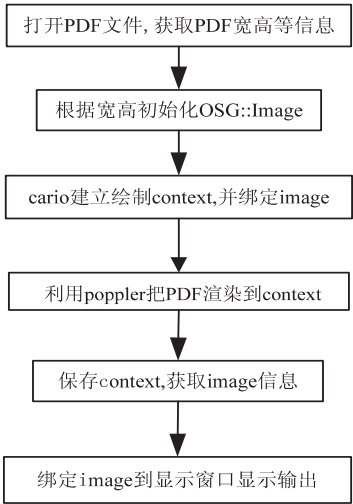 打开PDF文件, 获取PDF宽高等信息
根据宽高初始化OSG::Image
cario建立绘制context,并绑定image
利用poppler把PDF渲染到context
保存context,获取image信息
绑定image到显示窗口显示输出